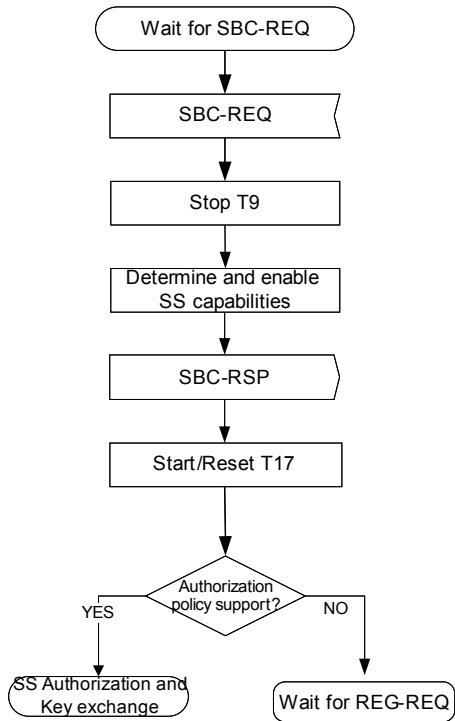 Wait for SBC-REQ
SBC-REQ
Stop T9
Determine and enable
SS capabilities
SBC-RSP
Start/Reset T17
Authorization
policy support?
YES
NO
SS Authorization and
Key exchange
Wait for REG-REQ